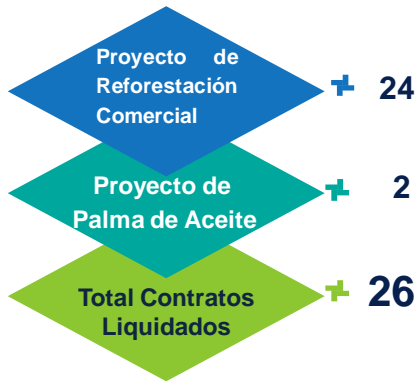 Proyecto de
Reforestación
Comercial
24
Proyecto de
Palma de Aceite
2
Total Contratos
Liquidados
26